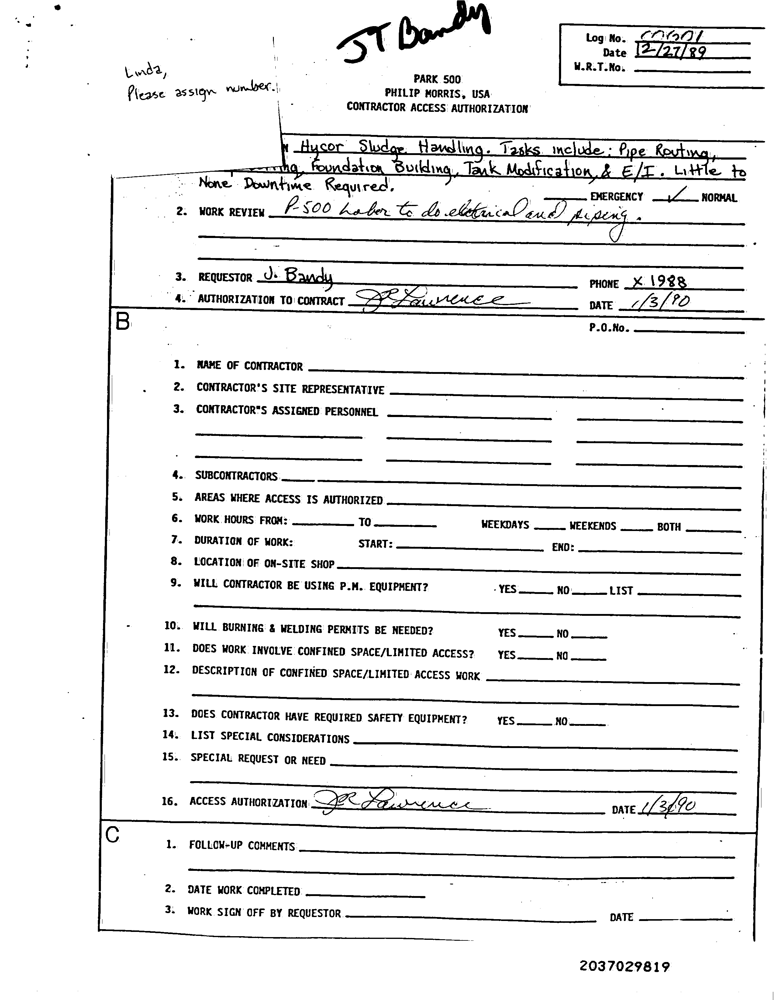 JT Bandy
Log No.
Date 12/27/89
W.R.T.No.
Linda,
Please assign number.
PARK 500
PHILIP MORRIS, USA
CONTRACTOR ACCESS AUTHORIZATION
Hycor Sludge Handling. Tasks include: Pipe Routing,
Foundation Building, Tank Modification, & E/I. Little to
None Downtime Required.
EMERGENCY ✓ NORMAL
2. WORK REVIEW P-500 Labor to do electrical and piping.
3. REQUESTOR J. Bandy PHONE X 1988
4. AUTHORIZATION TO CONTRACT JR Lawrence DATE 1/3/90
B
P.O.No.
1. NAME OF CONTRACTOR
2. CONTRACTOR'S SITE REPRESENTATIVE
3. CONTRACTOR"S ASSIGNED PERSONNEL
4. SUBCONTRACTORS
5. AREAS WHERE ACCESS IS AUTHORIZED
6. WORK HOURS FROM: TO WEEKDAYS WEEKENDS BOTH
7. DURATION OF WORK: START: END:
8. LOCATION OF ON-SITE SHOP
9. WILL CONTRACTOR BE USING P.M. EQUIPMENT? YES NO LIST
10. WILL BURNING & WELDING PERMITS BE NEEDED? YES NO
11. DOES WORK INVOLVE CONFINED SPACE/LIMITED ACCESS? YES NO
12. DESCRIPTION OF CONFINED SPACE/LIMITED ACCESS WORK
13. DOES CONTRACTOR HAVE REQUIRED SAFETY EQUIPMENT? YES NO
14. LIST SPECIAL CONSIDERATIONS
15. SPECIAL REQUEST OR NEED
16. ACCESS AUTHORIZATION JR Lawrence DATE 1/3/90
C
1. FOLLOW-UP COMMENTS
2. DATE WORK COMPLETED
3. WORK SIGN OFF BY REQUESTOR DATE
2037029819